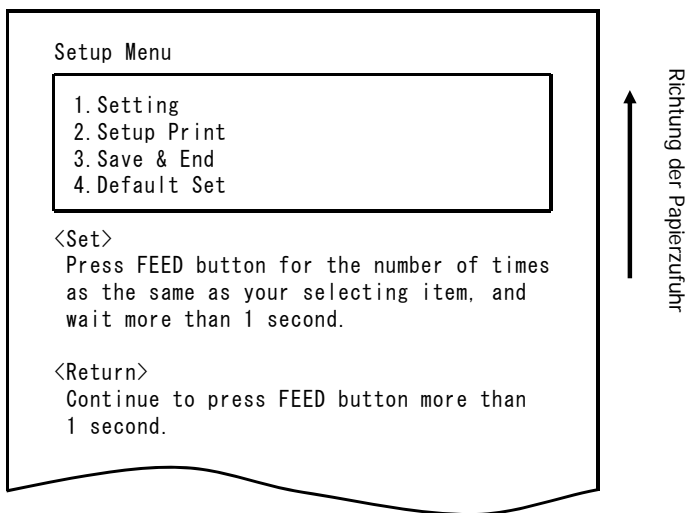 Setup Menu
1.Setting
2.Setup Print
3.Save & End
4.Default Set
<Set>
Press FEED button for the number of times
as the same as your selecting item, and
wait more than 1 second.
<Return>
Continue to press FEED button more than
1 second.
Richtung der Papierzufuhr